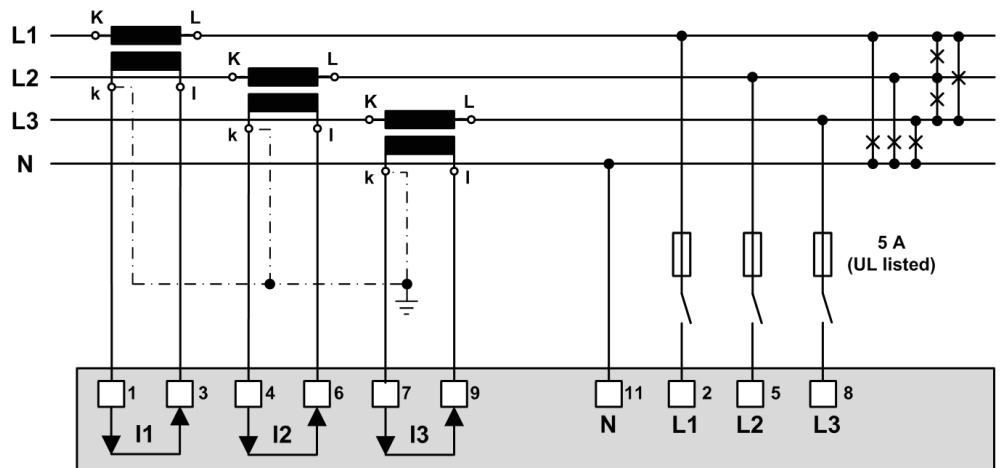 K L
L1
K L
L2
k l
K L
L3
k l
N
k l
5 A
(UL listed)
1 3 4 6 7 9 11 2 5 8
I1 I2 I3 N L1 L2 L3